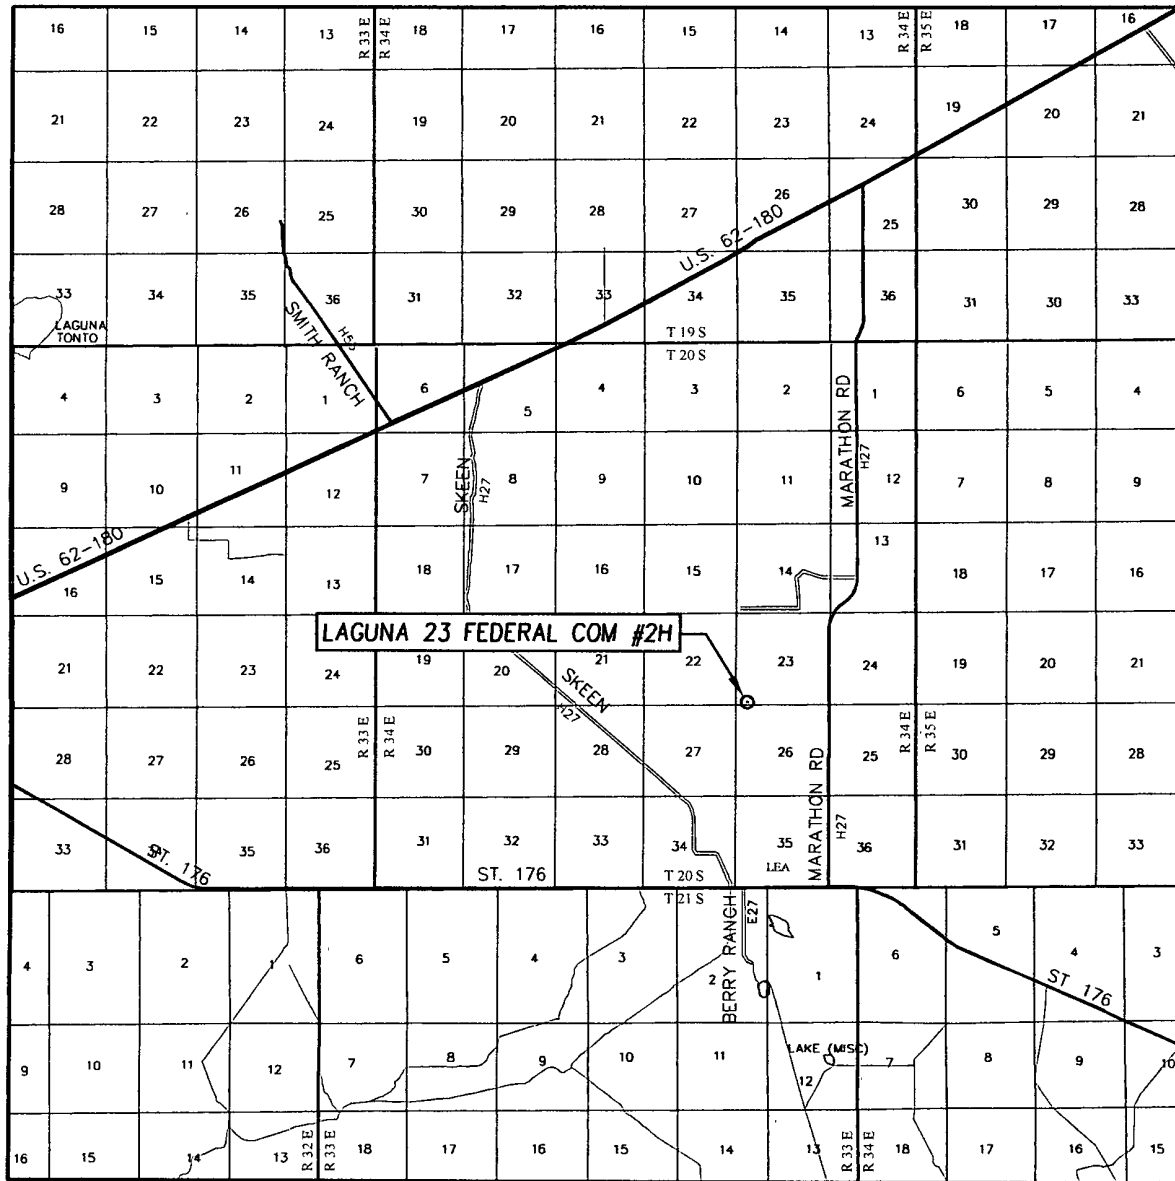 16 15 14 13 R 33 E R 34 E 18 17 16 15 14 13 R 34 E R 35 E 18 17 16
21 22 23 24 19 20 21 22 23 24 19 20 21
28 27 26 25 30 29 28 27 26 25 30 29 28
U.S. 62-180
33 34 35 36 31 32 33 34 35 36 31 30 33
LAGUNA
TONTO
SMITH RANCH
T 19 S
T 20 S
4 3 2 1 6 5 4 3 2 1 6 5 4
MARATHON RD
H27
9 10 11 12 7 8 9 10 11 12 7 8 9
SKEEN
H27
U.S. 62-180
16 15 14 13 18 17 16 15 14 13 18 17 16
LAGUNA 23 FEDERAL COM #2H
21 22 23 24 19 20 21 22 23 24 19 20 21
SKEEN
H27
R 33 E R 34 E
R 34 E R 35 E
28 27 26 25 30 29 28 27 26 25 30 29 28
MARATHON RD
H27
33 35 36 31 32 33 34 35 36 31 32 33
ST. 176
ST. 176
LEA
T 20 S
T 21 S
BERRY RANCH
E27
4 3 2 1 6 5 4 3 2 1 6 5 4 3
ST 176
LAKE (MISC)
9 10 11 12 7 8 9 10 11 12 7 8 9 10
16 15 14 13 R 32 E R 33 E 18 17 16 15 14 13 R 33 E R 34 E 18 17 16 15